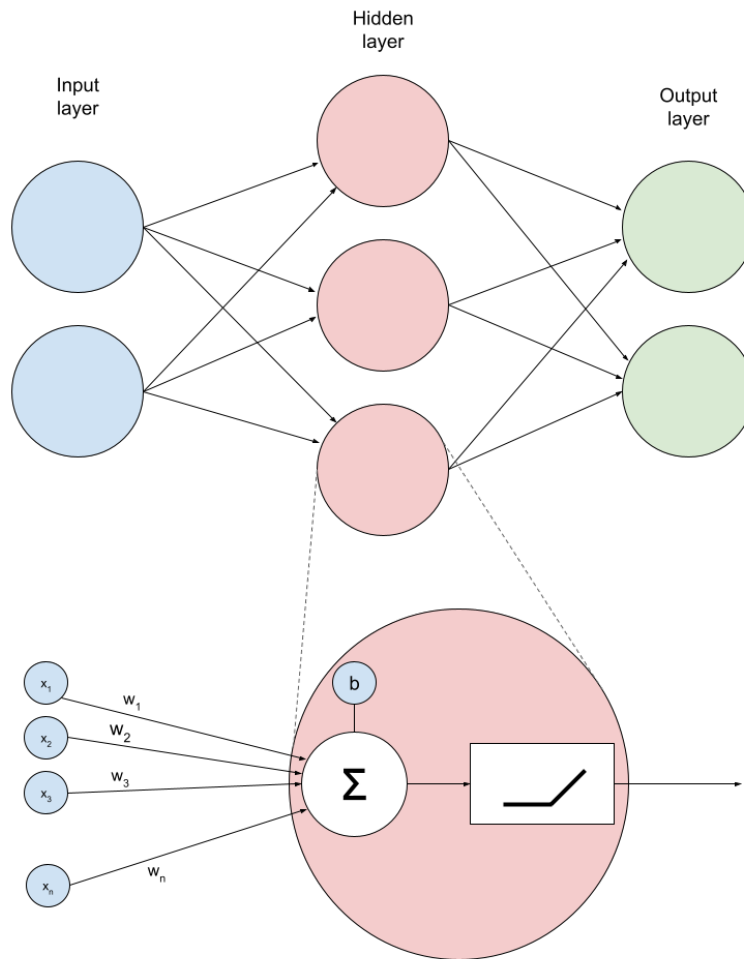 Hidden
layer
Input
layer
Output
layer
x₁
w₁
b
x₂
w₂
x₃
w₃
Σ
xₙ
wₙ